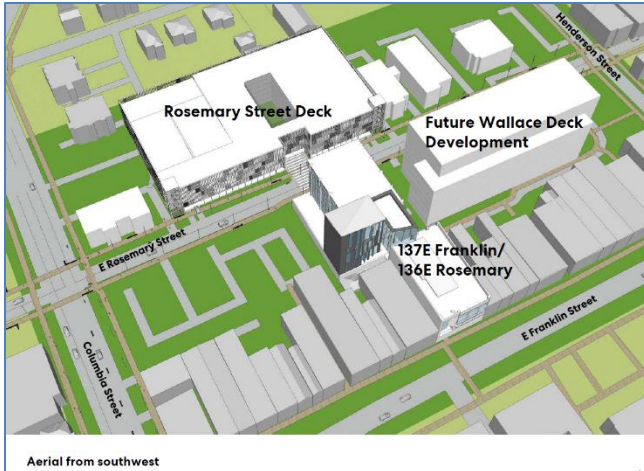 Henderson Street
Rosemary Street Deck
Future Wallace Deck
Development
E Rosemary Street
137E Franklin/
136E Rosemary
E Franklin Street
Columbia Street
Aerial from southwest